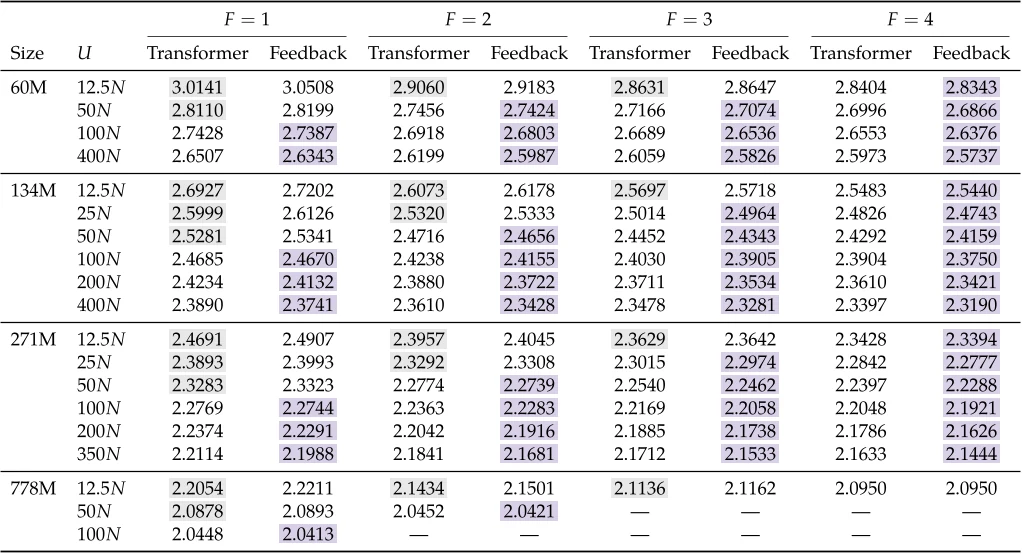 F = 1 F = 2 F = 3 F = 4
Size U Transformer Feedback Transformer Feedback Transformer Feedback Transformer Feedback
60M 12.5N 3.0141 3.0508 2.9060 2.9183 2.8631 2.8647 2.8404 2.8343
50N 2.8110 2.8199 2.7456 2.7424 2.7166 2.7074 2.6996 2.6866
100N 2.7428 2.7387 2.6918 2.6803 2.6689 2.6536 2.6553 2.6376
400N 2.6507 2.6343 2.6199 2.5987 2.6059 2.5826 2.5973 2.5737
134M 12.5N 2.6927 2.7202 2.6073 2.6178 2.5697 2.5718 2.5483 2.5440
25N 2.5999 2.6126 2.5320 2.5333 2.5014 2.4964 2.4826 2.4743
50N 2.5281 2.5341 2.4716 2.4656 2.4452 2.4343 2.4292 2.4159
100N 2.4685 2.4670 2.4238 2.4155 2.4030 2.3905 2.3904 2.3750
200N 2.4234 2.4132 2.3880 2.3722 2.3711 2.3534 2.3610 2.3421
400N 2.3890 2.3741 2.3610 2.3428 2.3478 2.3281 2.3397 2.3190
271M 12.5N 2.4691 2.4907 2.3957 2.4045 2.3629 2.3642 2.3428 2.3394
25N 2.3893 2.3993 2.3292 2.3308 2.3015 2.2974 2.2842 2.2777
50N 2.3283 2.3323 2.2774 2.2739 2.2540 2.2462 2.2397 2.2288
100N 2.2769 2.2744 2.2363 2.2283 2.2169 2.2058 2.2048 2.1921
200N 2.2374 2.2291 2.2042 2.1916 2.1885 2.1738 2.1786 2.1626
350N 2.2114 2.1988 2.1841 2.1681 2.1712 2.1533 2.1633 2.1444
778M 12.5N 2.2054 2.2211 2.1434 2.1501 2.1136 2.1162 2.0950 2.0950
50N 2.0878 2.0893 2.0452 2.0421 — — — —
100N 2.0448 2.0413 — — — — — —